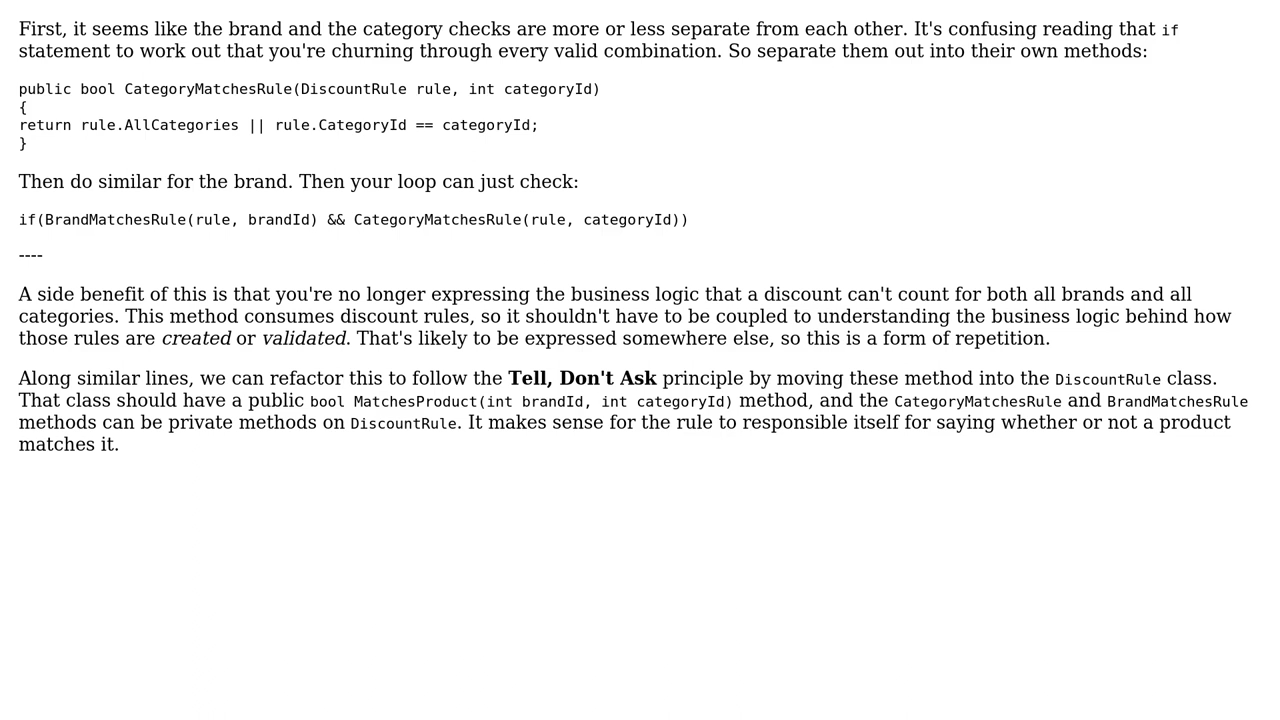 First, it seems like the brand and the category checks are more or less separate from each other. It's confusing reading that if
statement to work out that you're churning through every valid combination. So separate them out into their own methods:
public bool CategoryMatchesRule(DiscountRule rule, int categoryId)
{
return rule.AllCategories || rule.CategoryId == categoryId;
}
Then do similar for the brand. Then your loop can just check:
if(BrandMatchesRule(rule, brandId) && CategoryMatchesRule(rule, categoryId))
----
A side benefit of this is that you're no longer expressing the business logic that a discount can't count for both all brands and all
categories. This method consumes discount rules, so it shouldn't have to be coupled to understanding the business logic behind how
those rules are created or validated. That's likely to be expressed somewhere else, so this is a form of repetition.
Along similar lines, we can refactor this to follow the Tell, Don't Ask principle by moving these method into the DiscountRule class.
That class should have a public bool MatchesProduct(int brandId, int categoryId) method, and the CategoryMatchesRule and BrandMatchesRule
methods can be private methods on DiscountRule. It makes sense for the rule to responsible itself for saying whether or not a product
matches it.